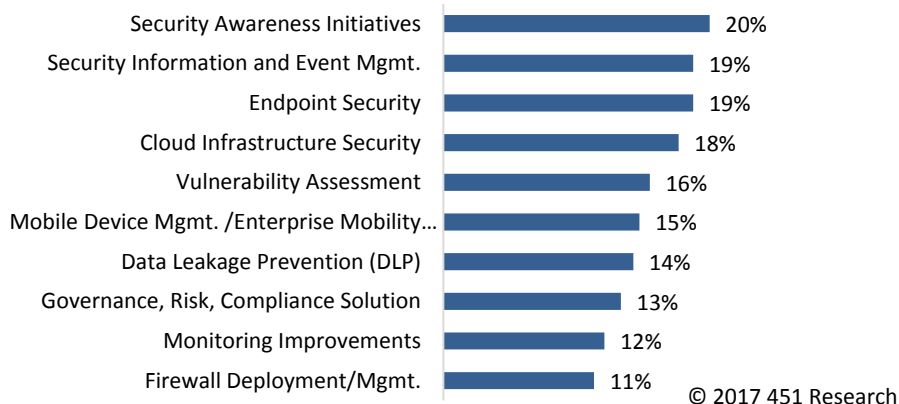 Security Awareness Initiatives 20%
Security Information and Event Mgmt. 19%
Endpoint Security 19%
Cloud Infrastructure Security 18%
Vulnerability Assessment 16%
Mobile Device Mgmt. /Enterprise Mobility... 15%
Data Leakage Prevention (DLP) 14%
Governance, Risk, Compliance Solution 13%
Monitoring Improvements 12%
Firewall Deployment/Mgmt. 11%
© 2017 451 Research